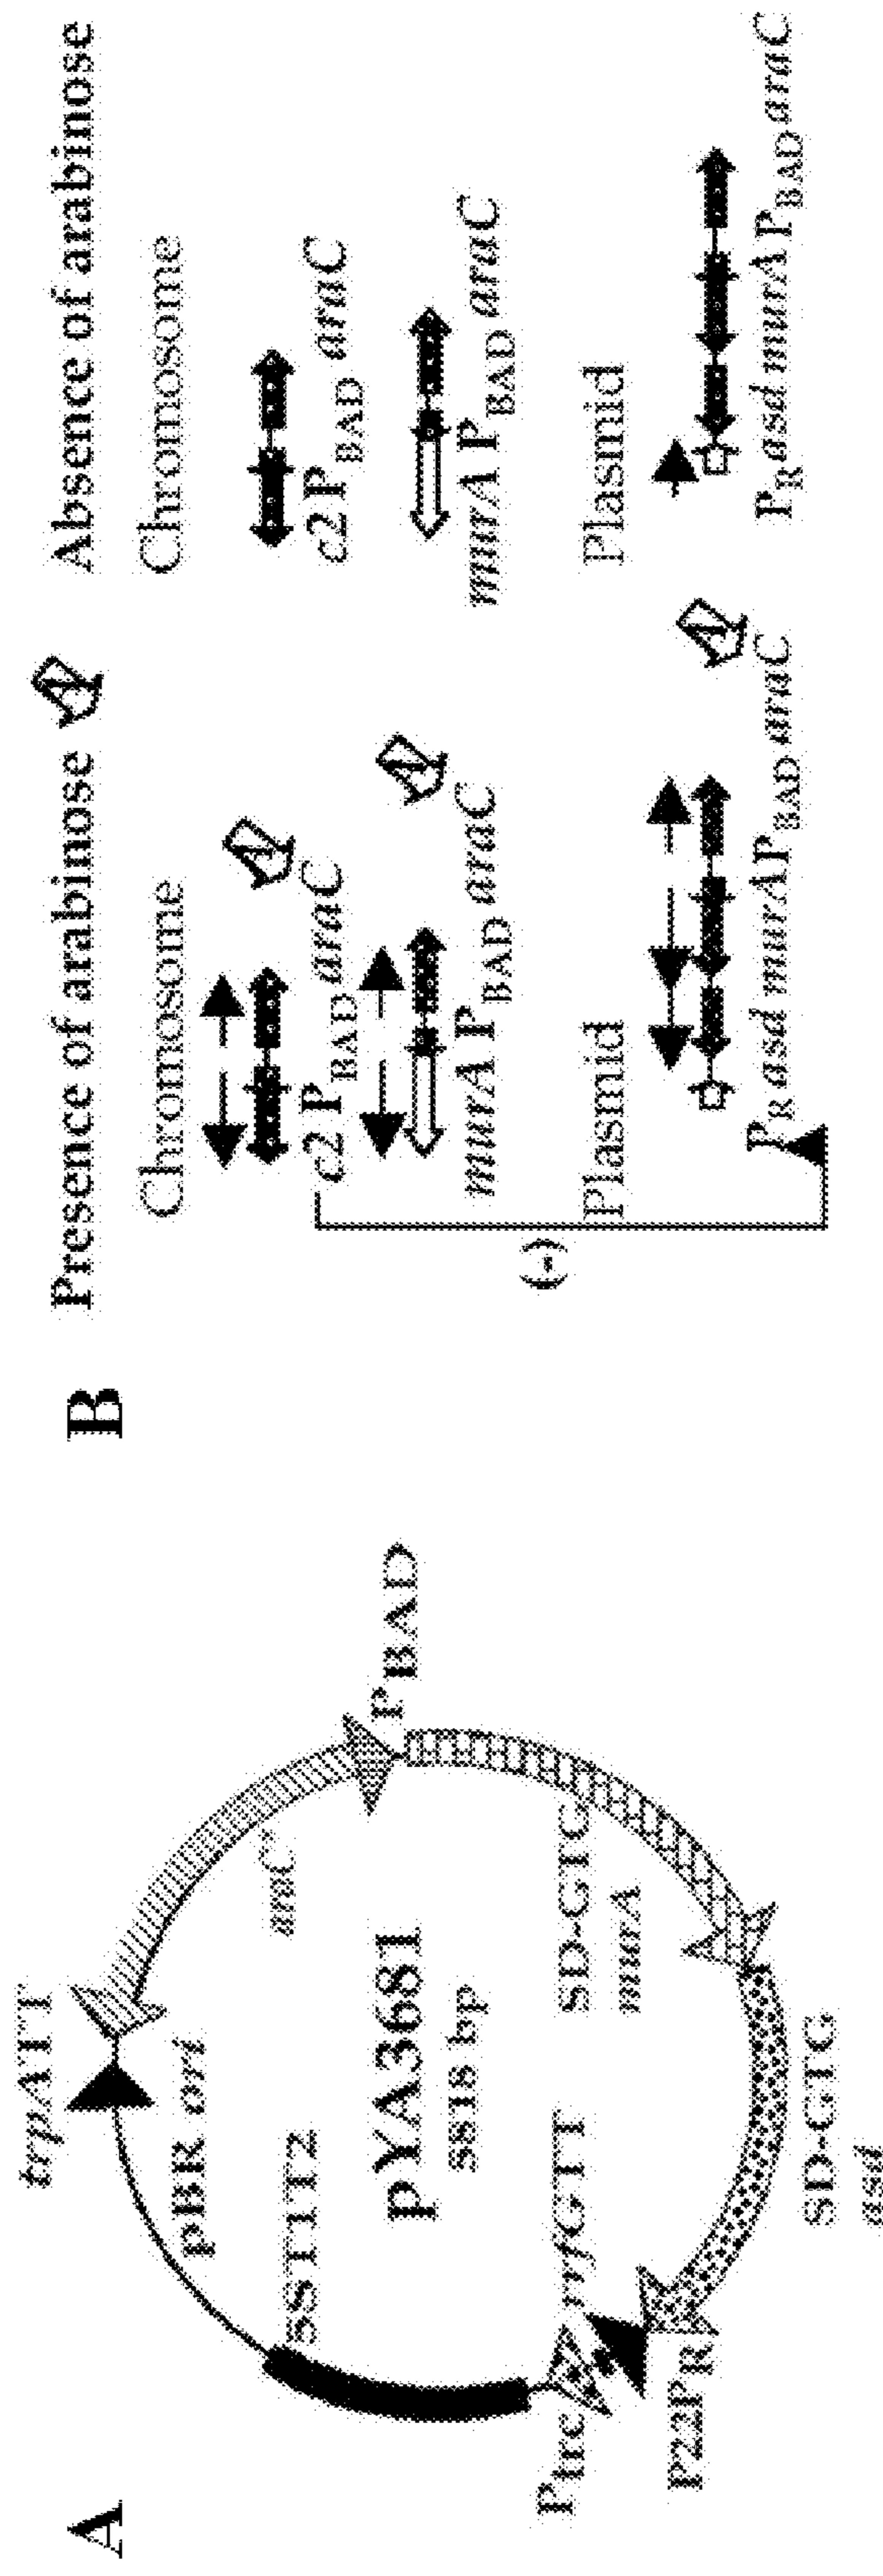 A
trpATT
araC*
pBR ori
5ST1T2
PBAD
pYA3681
5818 bp
SD-GTG
murA
rrfGTT
Ptrc
P22PR
SD-GTG
asd
B
Presence of arabinose A
Absence of arabinose
Chromosome
Chromosome
A
c2 PBAD araC
c2 PBAD araC
A
murA PBAD araC
murA PBAD araC
(-)
Plasmid
Plasmid
A
PR asd murA PBAD araC
PR asd murA PBAD araC